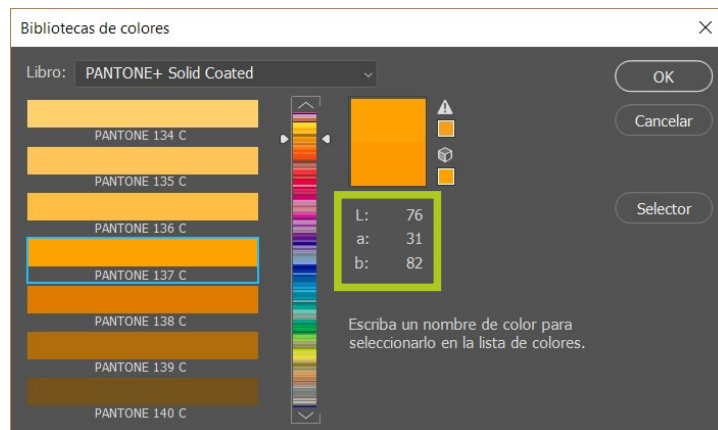 Bibliotecas de colores
Libro: PANTONE+ Solid Coated
OK
Cancelar
Selector
PANTONE 134 C
PANTONE 135 C
PANTONE 136 C
PANTONE 137 C
PANTONE 138 C
PANTONE 139 C
PANTONE 140 C
L: 76
a: 31
b: 82
Escriba un nombre de color para
seleccionarlo en la lista de colores.